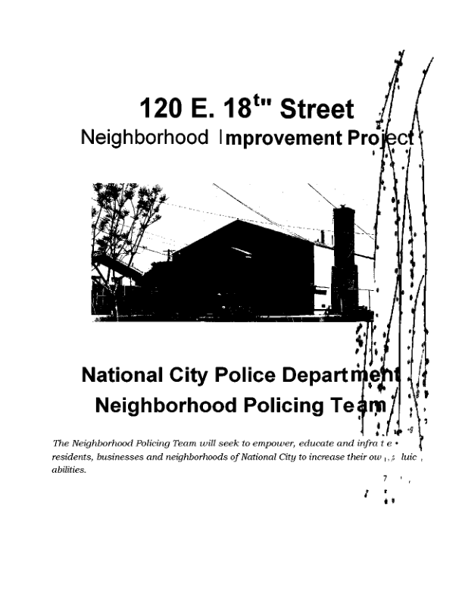 120 E. 18t" Street
Neighborhood Improvement Project
National City Police Department
Neighborhood Policing Team
The Neighborhood Policing Team will seek to empower, educate and
residents, businesses and neighborhoods of National City to increase their
abilities.